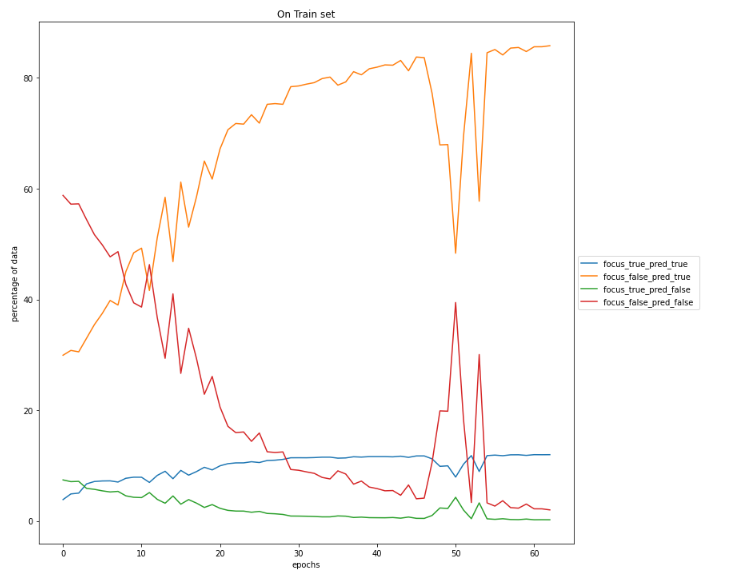 On Train set
percentage of data
80
60
40
20
0
0 10 20 30 40 50 60
epochs
focus_true_pred_true
focus_false_pred_true
focus_true_pred_false
focus_false_pred_false